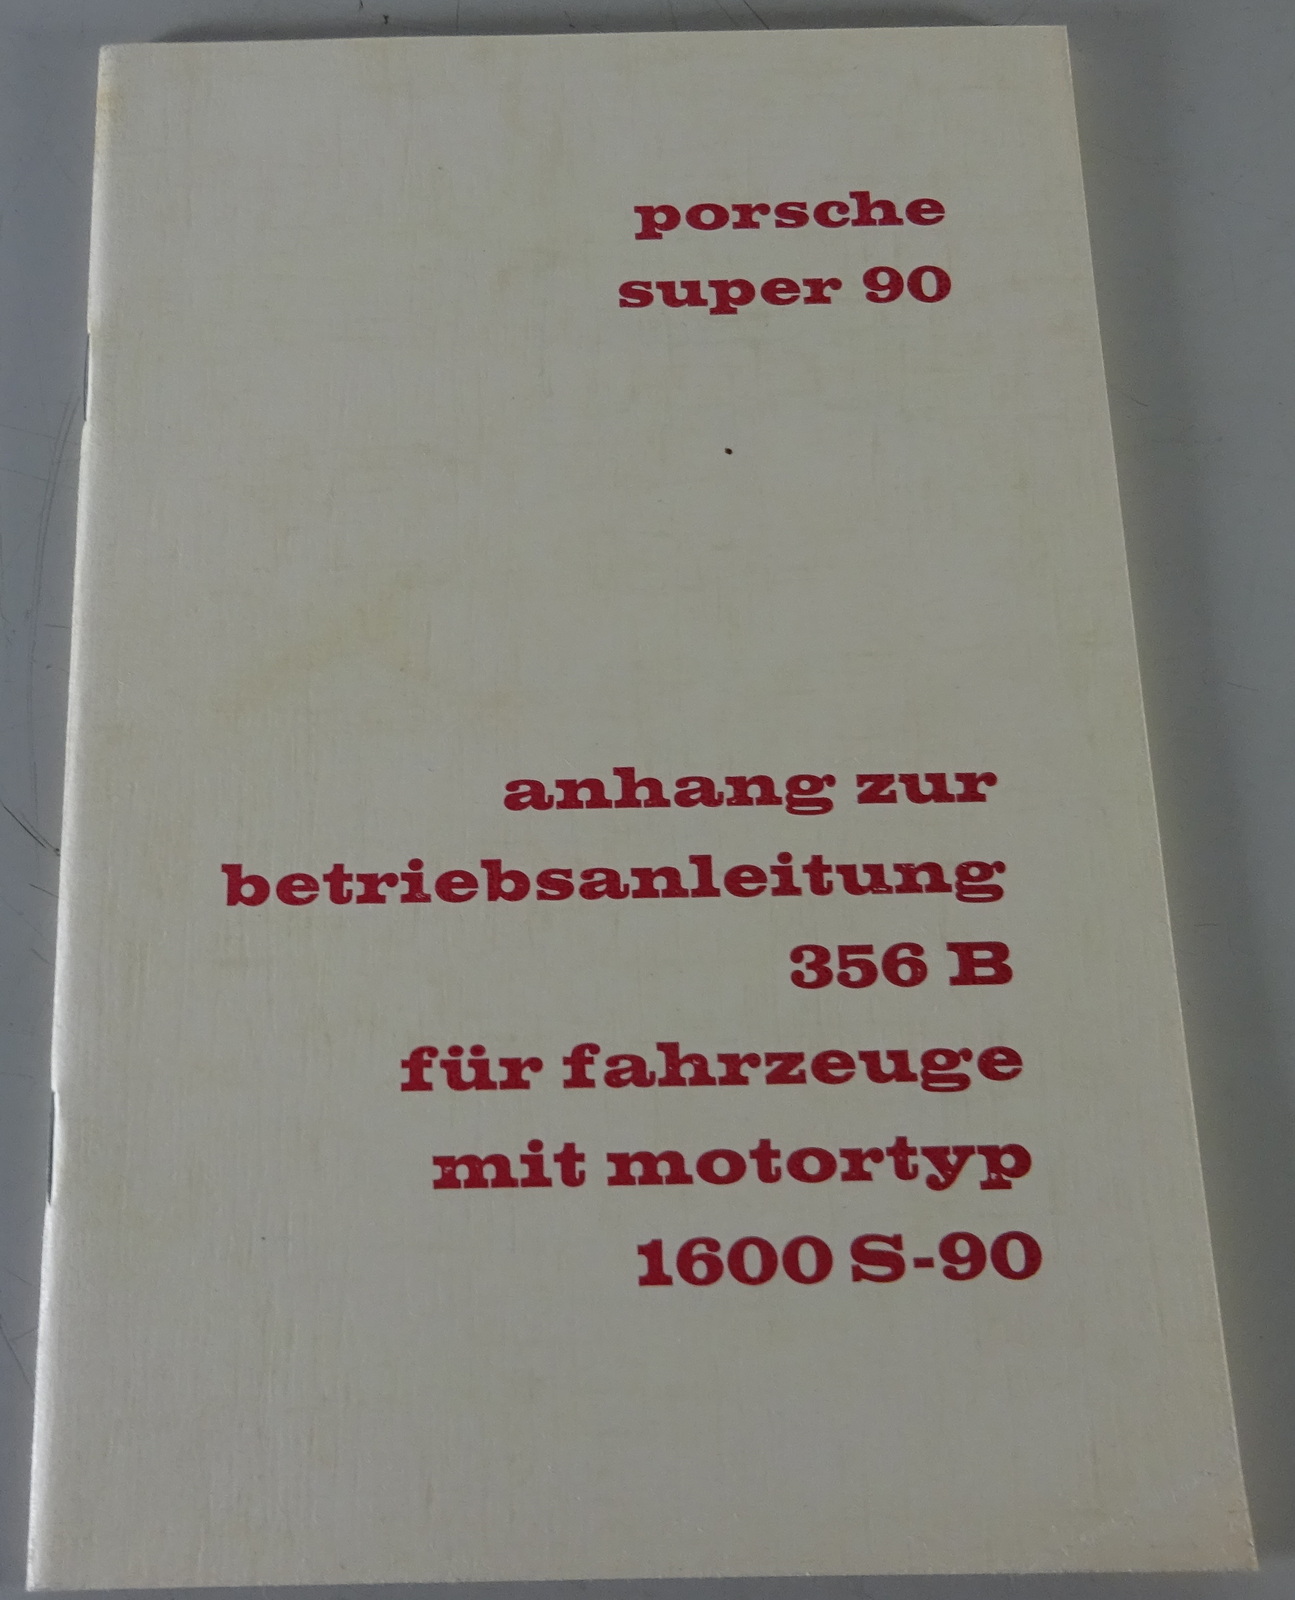 porsche
super 90
anhang zur
betriebsanleitung
356 B
für fahrzeuge
mit motortyp
1600 S-90